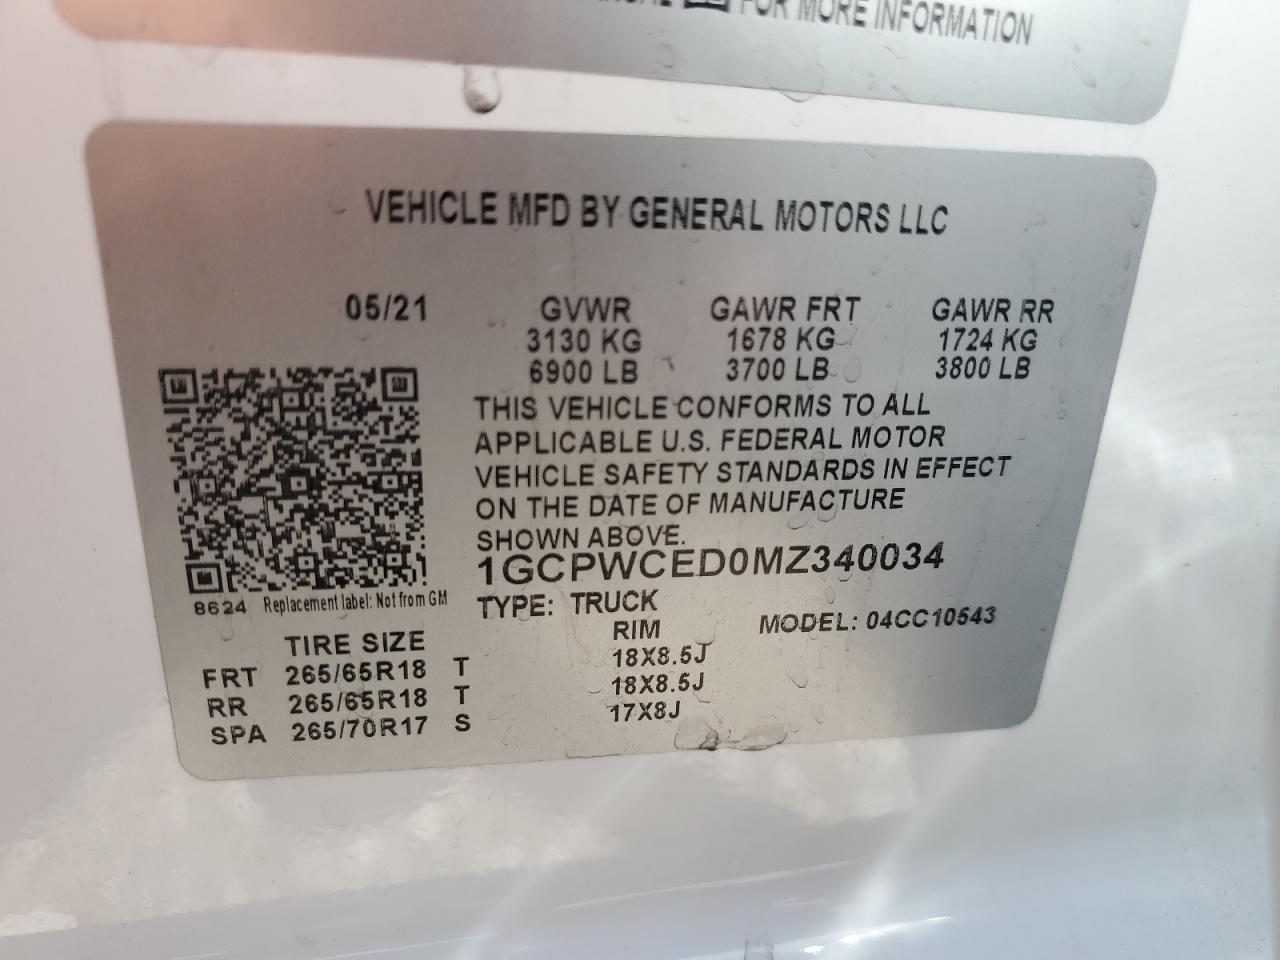 FOR MORE INFORMATION
VEHICLE MFD BY GENERAL MOTORS LLC
05/21 GVWR GAWR FRT GAWR RR
3130 KG 1678 KG 1724 KG
6900 LB 3700 LB 3800 LB
THIS VEHICLE CONFORMS TO ALL
APPLICABLE U.S. FEDERAL MOTOR
VEHICLE SAFETY STANDARDS IN EFFECT
ON THE DATE OF MANUFACTURE
SHOWN ABOVE.
1GCPWCED0MZ340034
8624 Replacement label: Not from GM
TYPE: TRUCK MODEL: 04CC10543
TIRE SIZE RIM
FRT 265/65R18 T 18X8.5J
RR 265/65R18 T 18X8.5J
SPA 265/70R17 S 17X8J